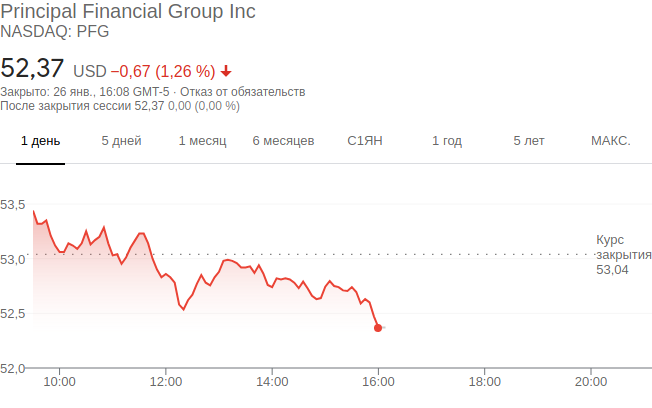 Principal Financial Group Inc
NASDAQ: PFG
52,37 USD −0,67 (1,26 %)
Закрыто: 26 янв., 16:08 GMT-5 · Отказ от обязательств
После закрытия сессии 52,37 0,00 (0,00 %)
1 день 5 дней 1 месяц 6 месяцев С1ЯН 1 год 5 лет МАКС.
53,5
Курс
53,0 закрытия
53,04
52,5
52,0
10:00 12:00 14:00 16:00 18:00 20:00